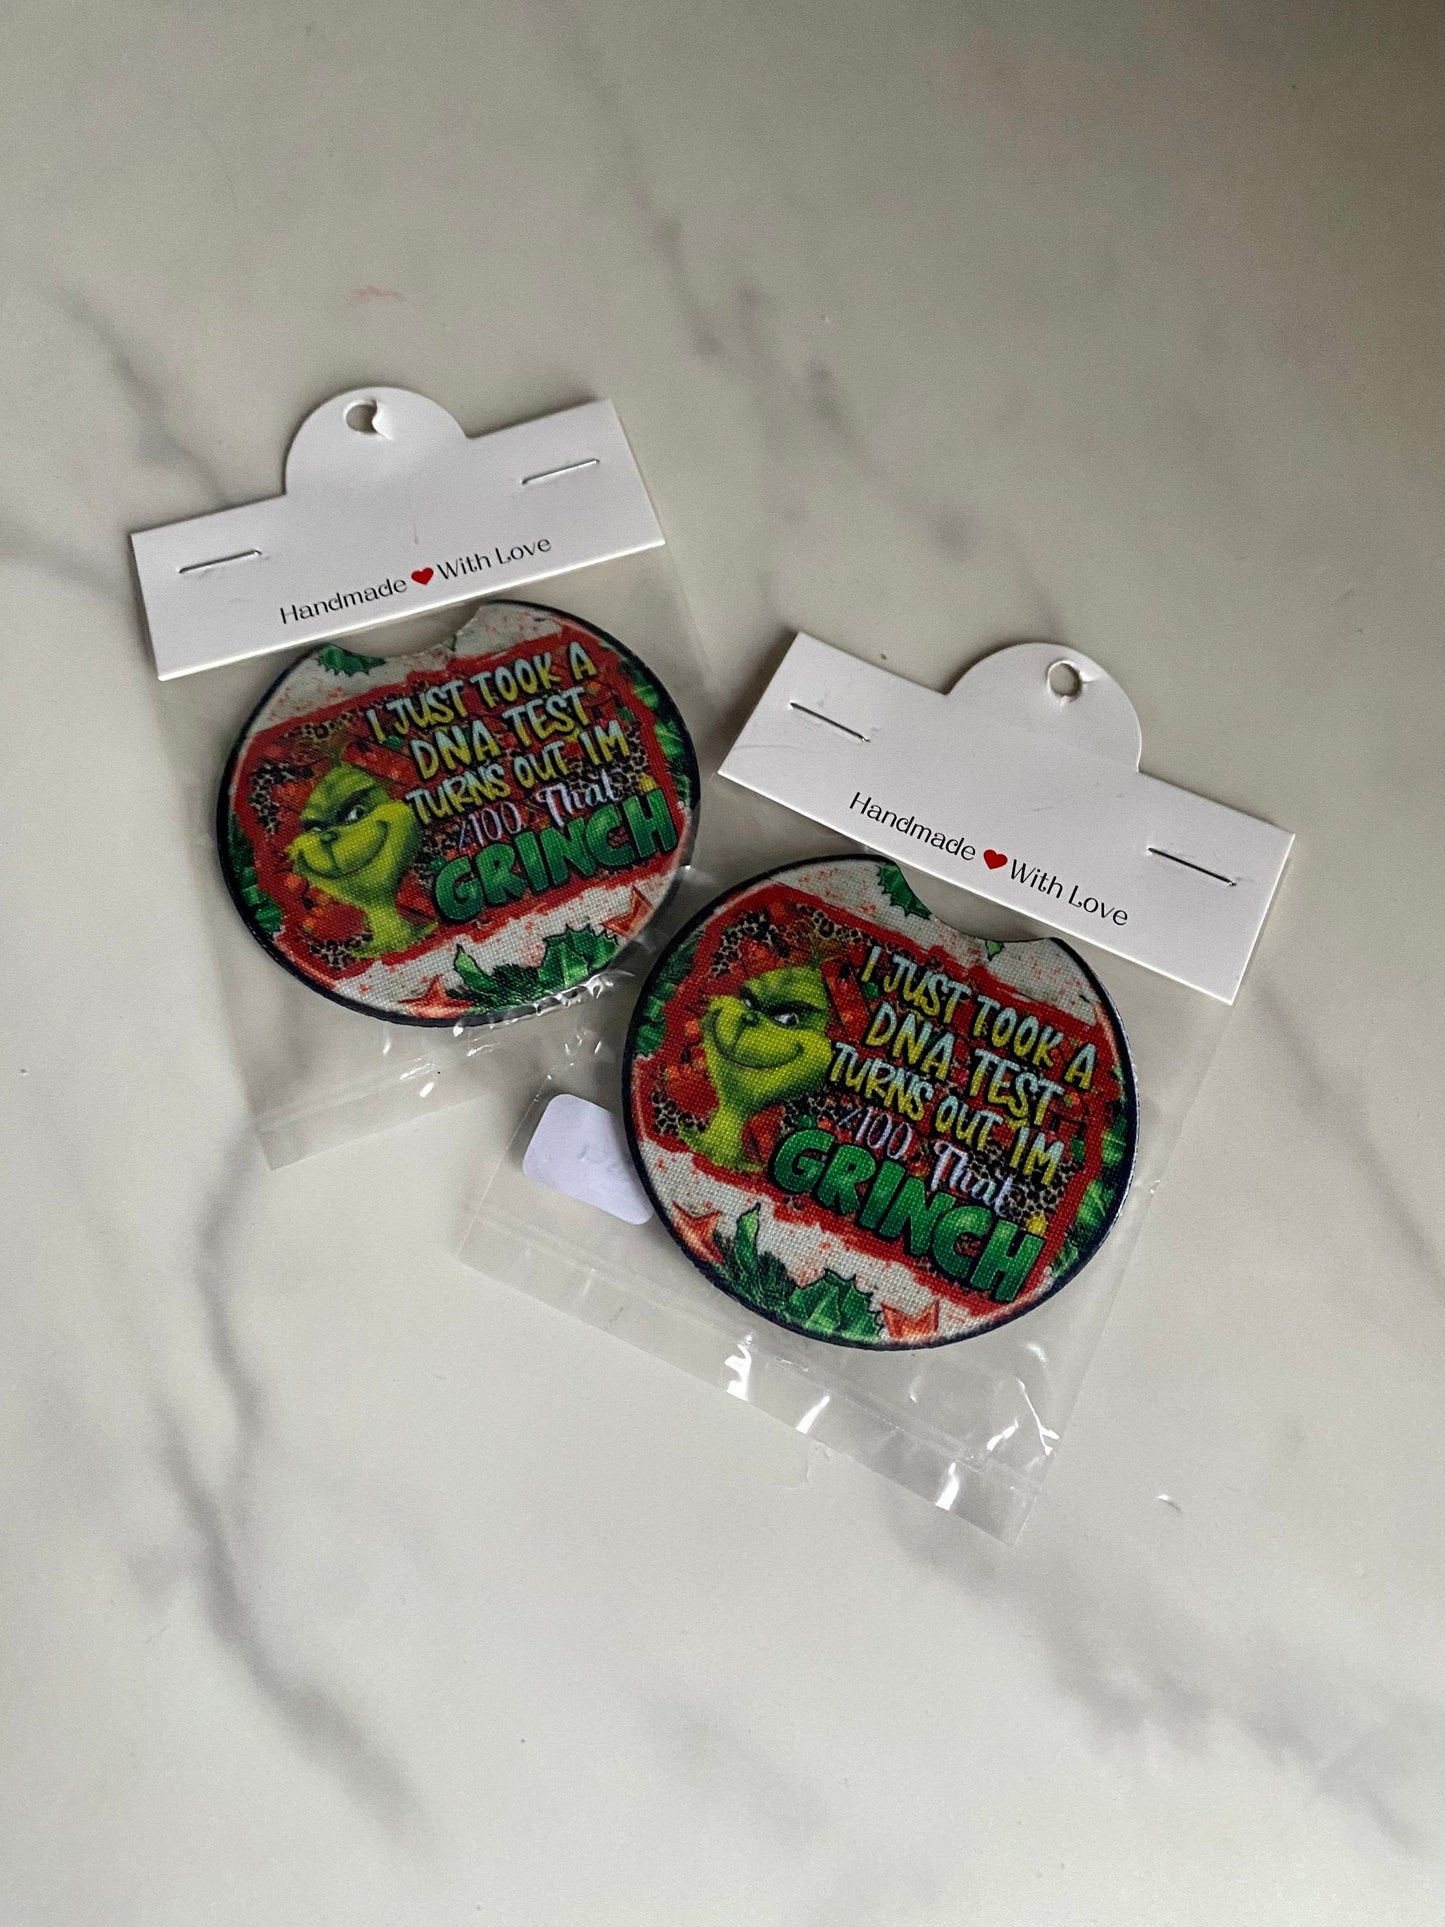 Handmade ❤ With Love
I JUST TOOK A
DNA TEST
TURNS OUT IM
%100 That
GRINCH
Handmade ❤ With Love
I JUST TOOK A
DNA TEST
TURNS OUT IM
%100 That
GRINCH